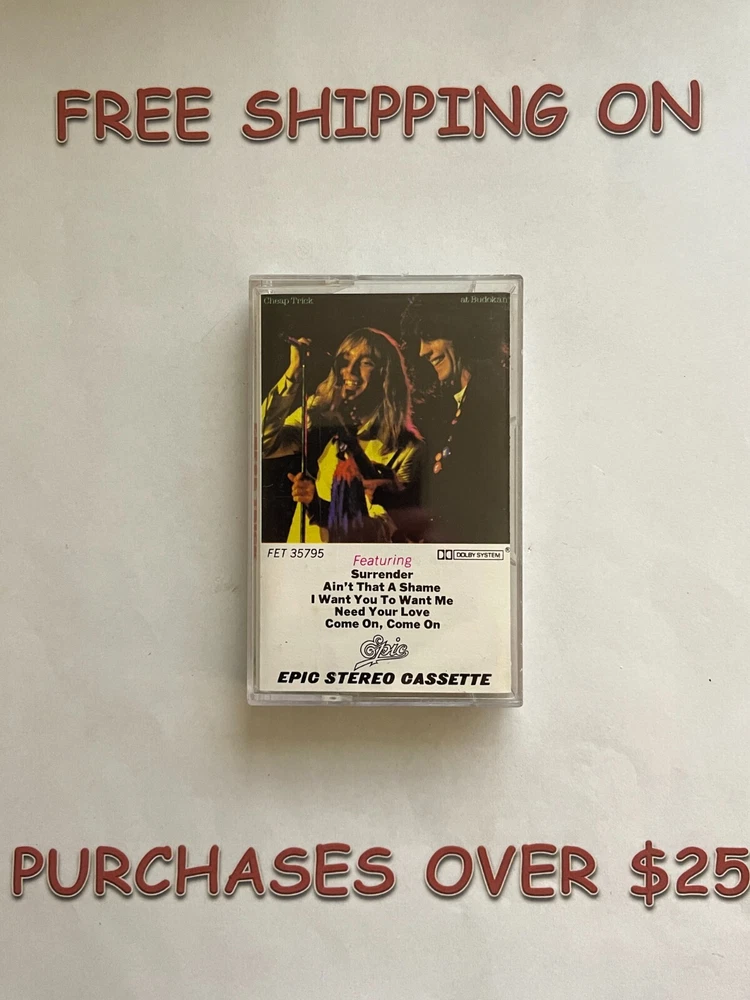 FREE SHIPPING ON
Cheap Trick at Budokan
FET 35795
DOLBY SYSTEM ®
Featuring
Surrender
Ain't That A Shame
I Want You To Want Me
Need Your Love
Come On, Come On
Epic
EPIC STEREO CASSETTE
PURCHASES OVER $25